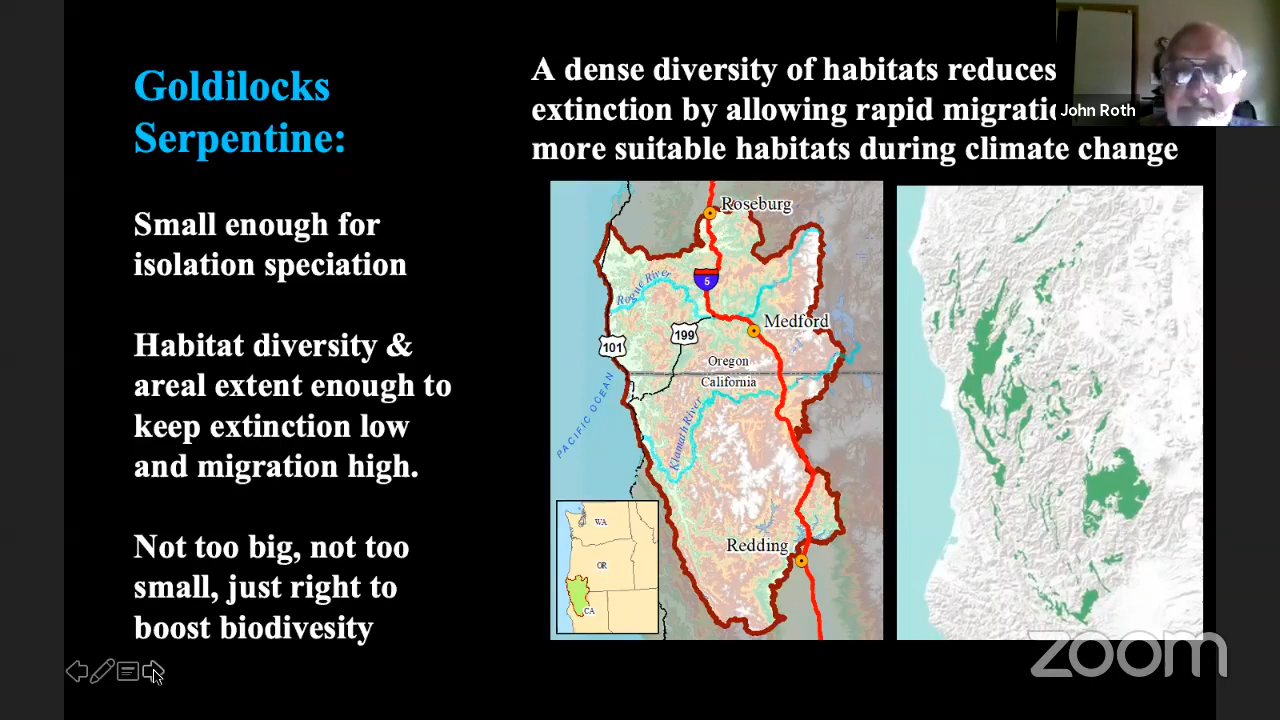 Goldilocks
Serpentine:
Small enough for
isolation speciation
Habitat diversity &
areal extent enough to
keep extinction low
and migration high.
Not too big, not too
small, just right to
boost biodivesity
A dense diversity of habitats reduces
extinction by allowing rapid
more suitable habitats during climate change
John Roth
Roseburg
Rogue River
5
Medford
199
101
Oregon
California
PACIFIC OCEAN
Klamath River
Redding
WA
OR
CA
zoom